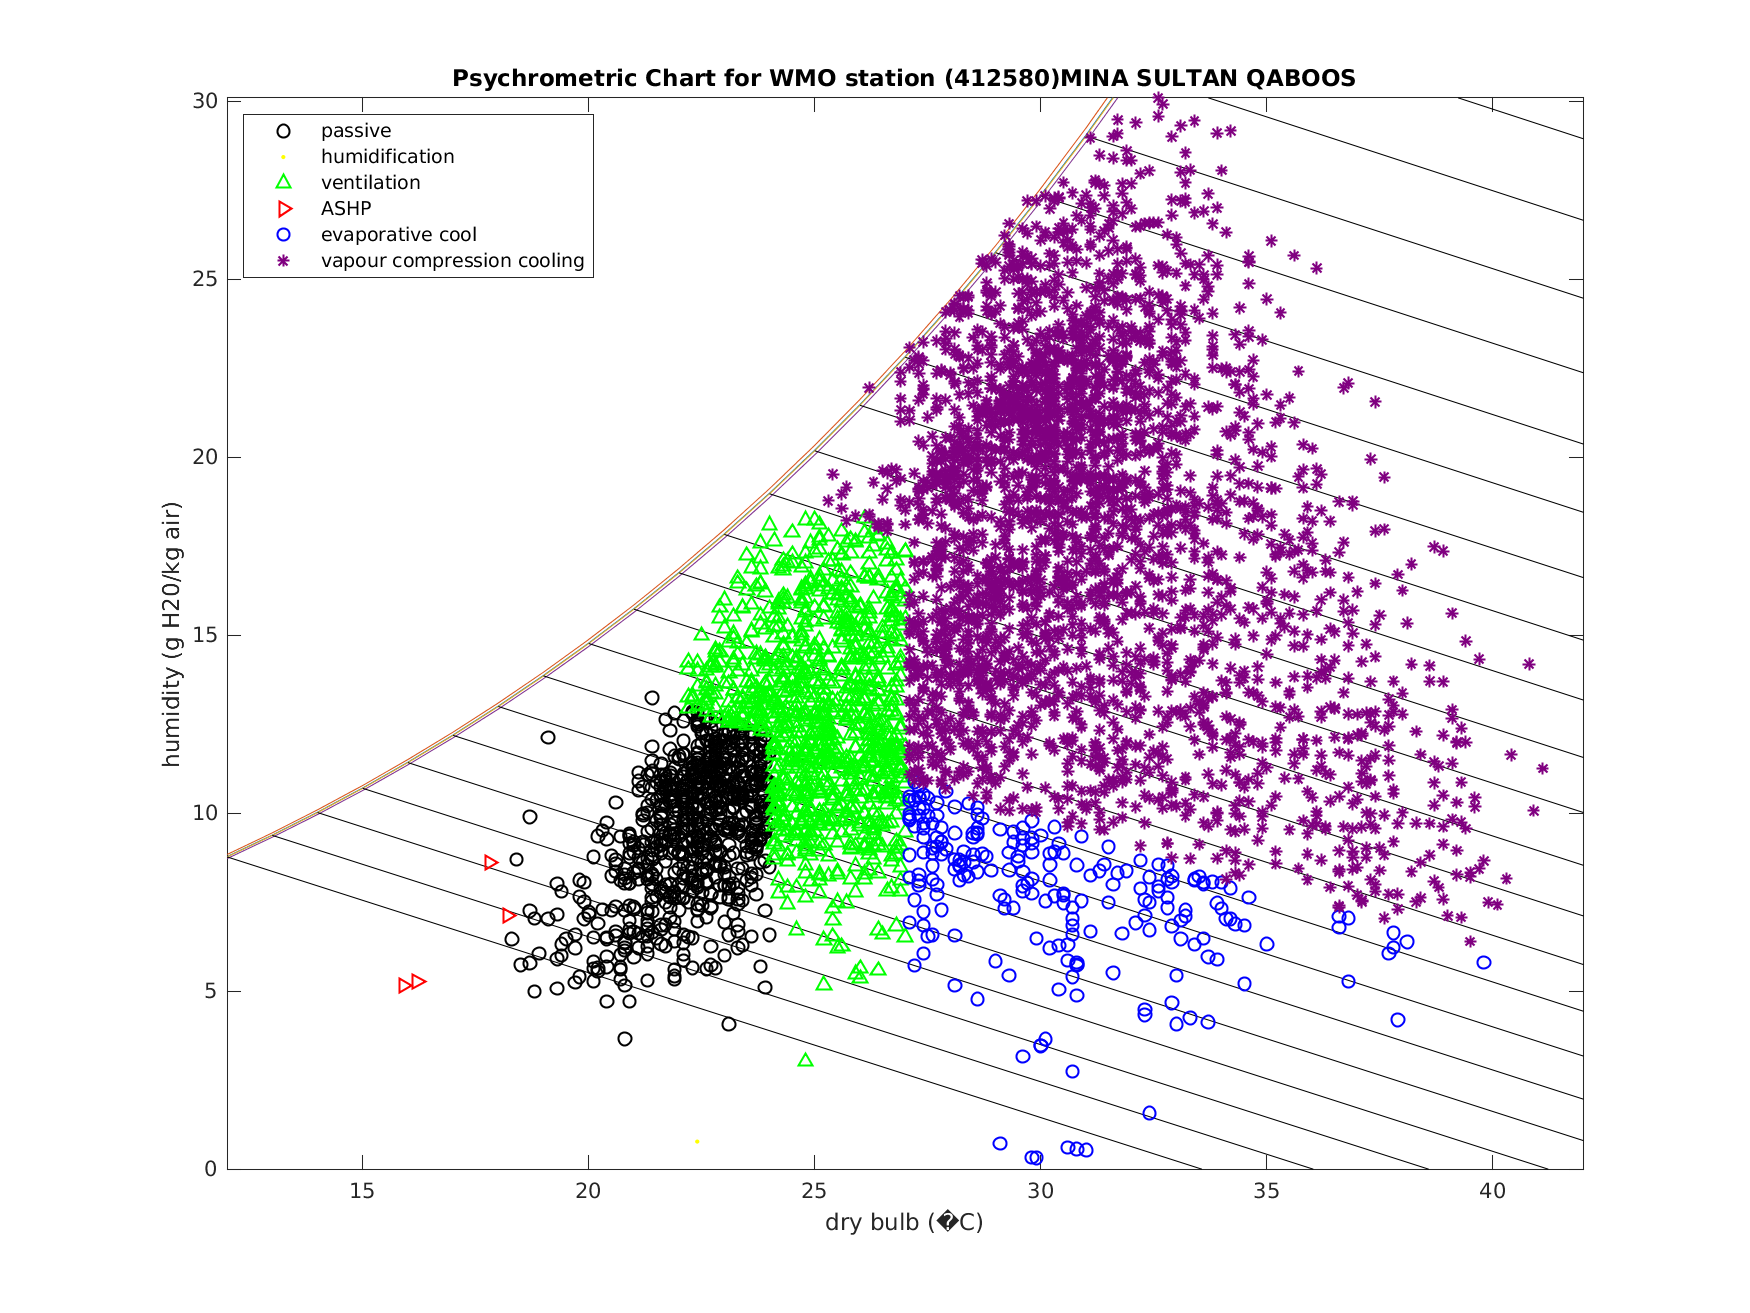 Psychrometric Chart for WMO station (412580)MINA SULTAN QABOOS
30
25
20
15
10
5
0
humidity (g H20/kg air)
passive
humidification
ventilation
ASHP
evaporative cool
vapour compression cooling
15
20
25
30
35
40
dry bulb (�C)